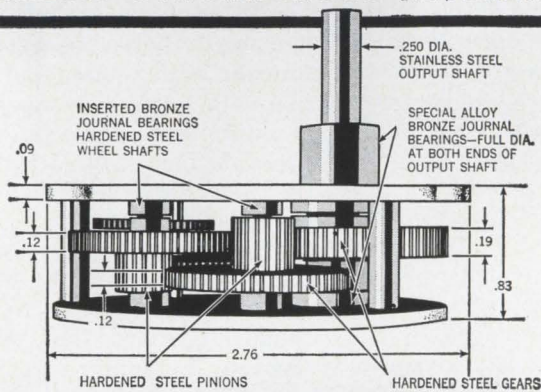 .250 DIA.
STAINLESS STEEL
OUTPUT SHAFT
INSERTED BRONZE
JOURNAL BEARINGS
HARDENED STEEL
WHEEL SHAFTS
SPECIAL ALLOY
BRONZE JOURNAL
BEARINGS—FULL DIA.
AT BOTH ENDS OF
OUTPUT SHAFT
.09
.12
.19
.83
.12
2.76
HARDENED STEEL PINIONS
HARDENED STEEL GEARS